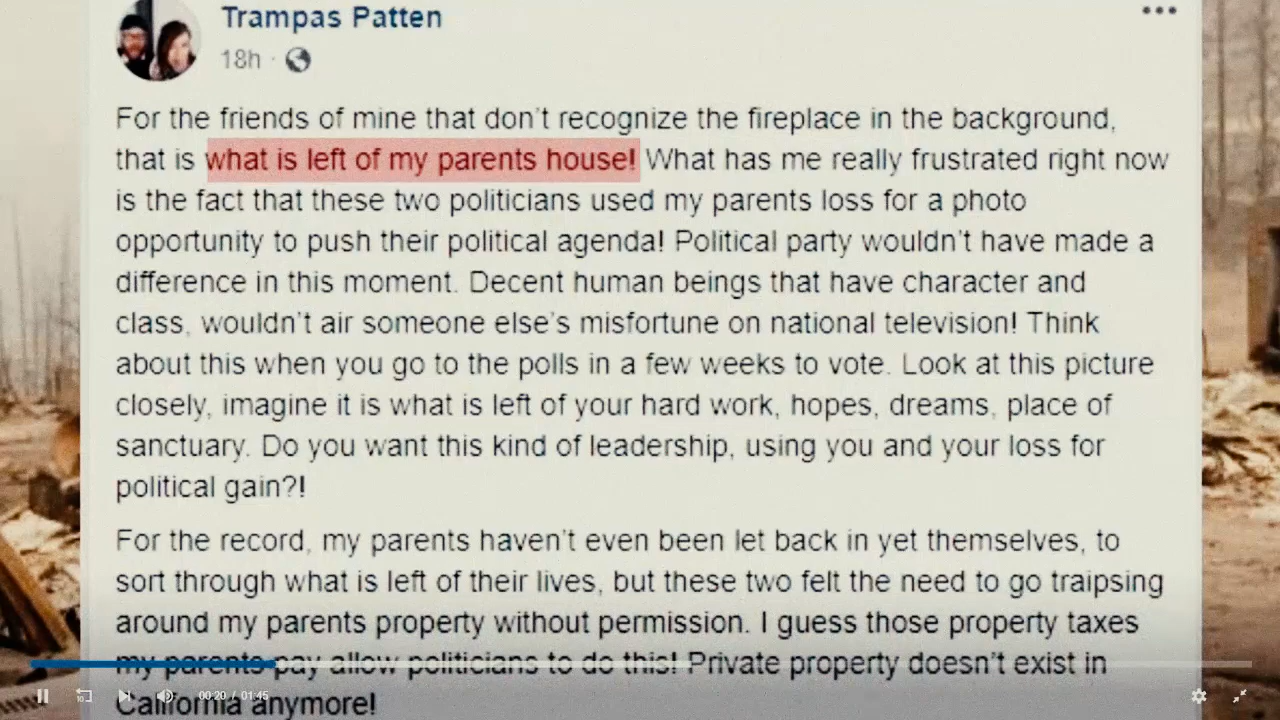 Trampas Patten
18h ·
For the friends of mine that don't recognize the fireplace in the background,
that is what is left of my parents house! What has me really frustrated right now
is the fact that these two politicians used my parents loss for a photo
opportunity to push their political agenda! Political party wouldn't have made a
difference in this moment. Decent human beings that have character and
class, wouldn't air someone else's misfortune on national television! Think
about this when you go to the polls in a few weeks to vote. Look at this picture
closely, imagine it is what is left of your hard work, hopes, dreams, place of
sanctuary. Do you want this kind of leadership, using you and your loss for
political gain?!
For the record, my parents haven't even been let back in yet themselves, to
sort through what is left of their lives, but these two felt the need to go traipsing
around my parents property without permission. I guess those property taxes
my parents pay allow politicians to do this! Private property doesn't exist in
California anymore!
10
00:20 / 01:45